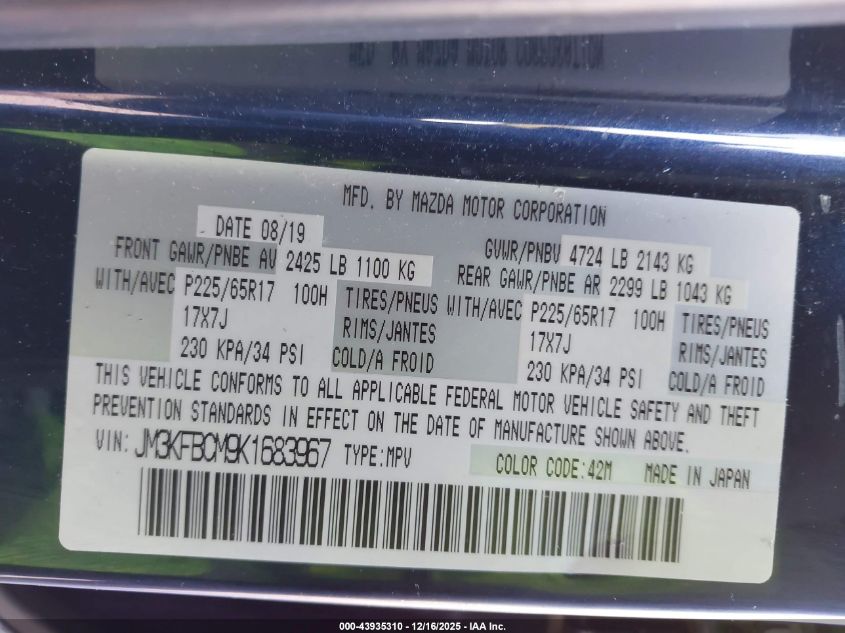 MFD. BY MAZDA MOTOR CORPORATION
DATE 08/19 GVWR/PNBV 4724 LB 2143 KG
FRONT GAWR/PNBE AV 2425 LB 1100 KG REAR GAWR/PNBE AR 2299 LB 1043 KG
WITH/AVEC P225/65R17 100H TIRES/PNEUS WITH/AVEC P225/65R17 100H TIRES/PNEUS
17X7J RIMS/JANTES 17X7J RIMS/JANTES
230 KPA/34 PSI COLD/A FROID 230 KPA/34 PSI COLD/A FROID
THIS VEHICLE CONFORMS TO ALL APPLICABLE FEDERAL MOTOR VEHICLE SAFETY AND THEFT
PREVENTION STANDARDS IN EFFECT ON THE DATE OF MANUFACTURE SHOWN ABOVE.
VIN: JM3KFBCM9K1683967 TYPE:MPV COLOR CODE:42M MADE IN JAPAN
000-43935310 - 12/16/2025 - IAA Inc.